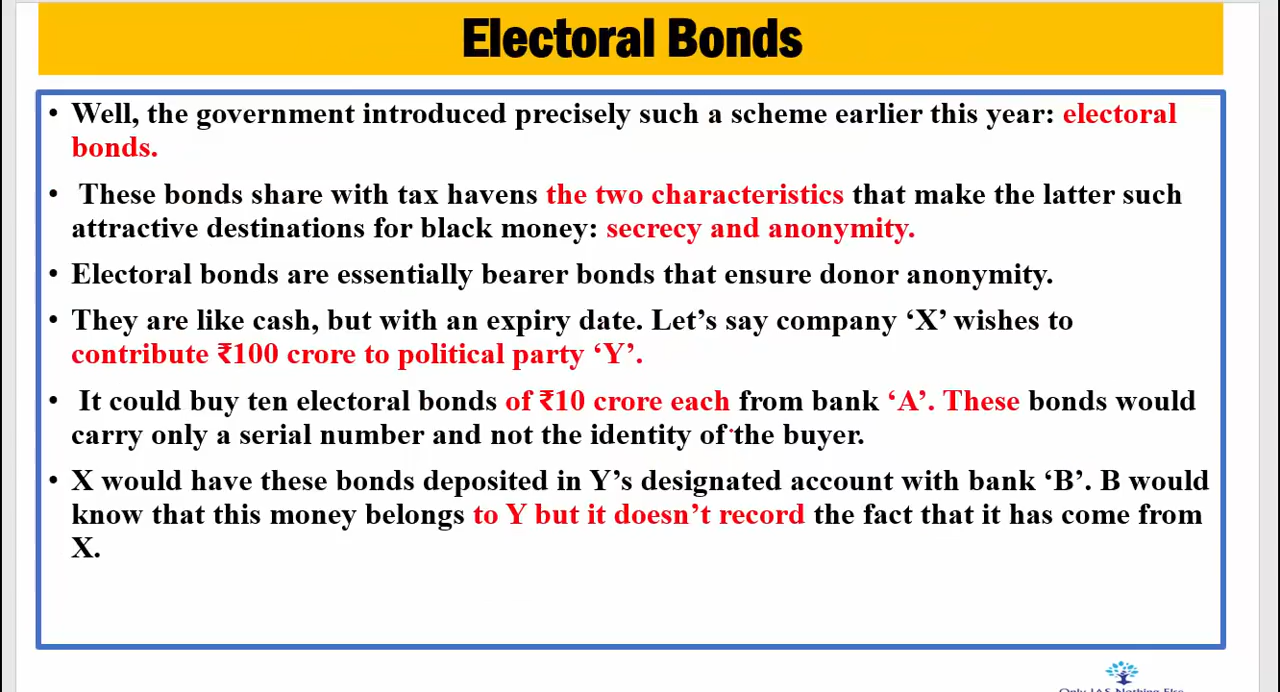 Electoral Bonds
• Well, the government introduced precisely such a scheme earlier this year: electoral
bonds.
• These bonds share with tax havens the two characteristics that make the latter such
attractive destinations for black money: secrecy and anonymity.
• Electoral bonds are essentially bearer bonds that ensure donor anonymity.
• They are like cash, but with an expiry date. Let’s say company ‘X’ wishes to
contribute ₹100 crore to political party ‘Y’.
• It could buy ten electoral bonds of ₹10 crore each from bank ‘A’. These bonds would
carry only a serial number and not the identity of the buyer.
• X would have these bonds deposited in Y’s designated account with bank ‘B’. B would
know that this money belongs to Y but it doesn’t record the fact that it has come from
X.
Only IAS Nothing Else